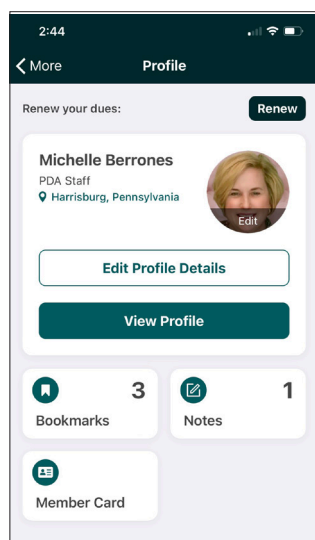 2:44
More Profile
Renew your dues: Renew
Michelle Berrones
PDA Staff
Harrisburg, Pennsylvania
Edit
Edit Profile Details
View Profile
3 1
Bookmarks Notes
Member Card